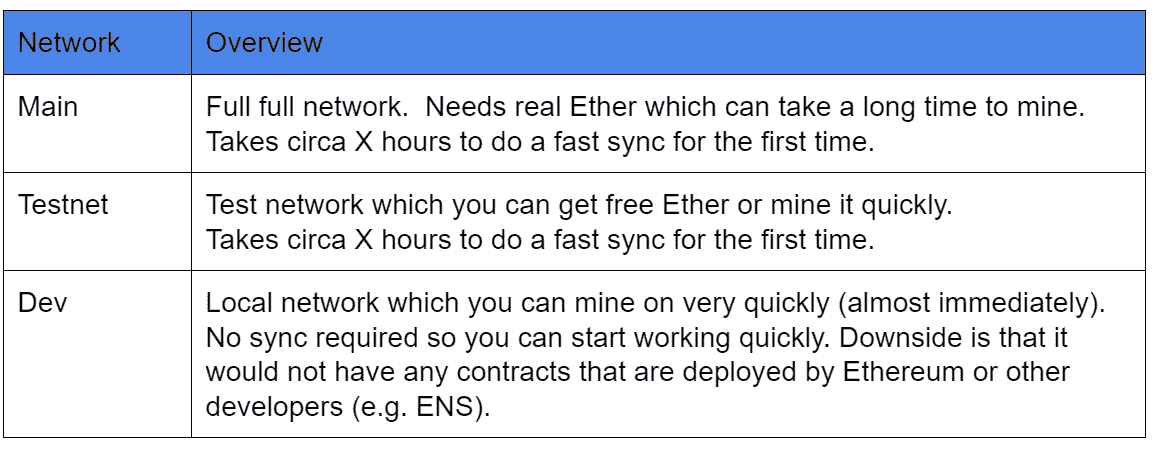 Network Overview
Main Full full network.  Needs real Ether which can take a long time to mine.
Takes circa X hours to do a fast sync for the first time.
Testnet Test network which you can get free Ether or mine it quickly.
Takes circa X hours to do a fast sync for the first time.
Dev Local network which you can mine on very quickly (almost immediately).
No sync required so you can start working quickly. Downside is that it
would not have any contracts that are deployed by Ethereum or other
developers (e.g. ENS).